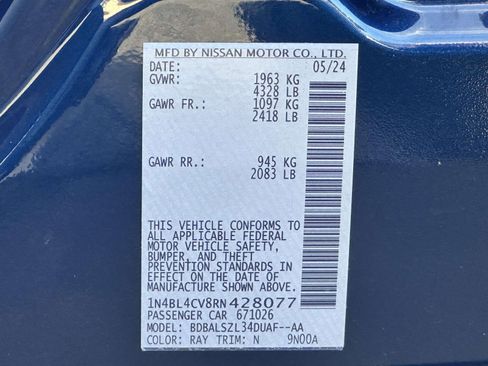 MFD BY NISSAN MOTOR CO., LTD.
DATE: 05/24
GVWR: 1963 KG
4328 LB
GAWR FR.: 1097 KG
2418 LB
GAWR RR.: 945 KG
2083 LB
THIS VEHICLE CONFORMS TO
ALL APPLICABLE FEDERAL
MOTOR VEHICLE SAFETY,
BUMPER, AND THEFT
PREVENTION STANDARDS IN
EFFECT ON THE DATE OF
MANUFACTURE SHOWN ABOVE.
1N4BL4CV8RN428077
PASSENGER CAR 671026
MODEL: BDBALSZL34DUAF--AA
COLOR: RAY TRIM: N 9N00A